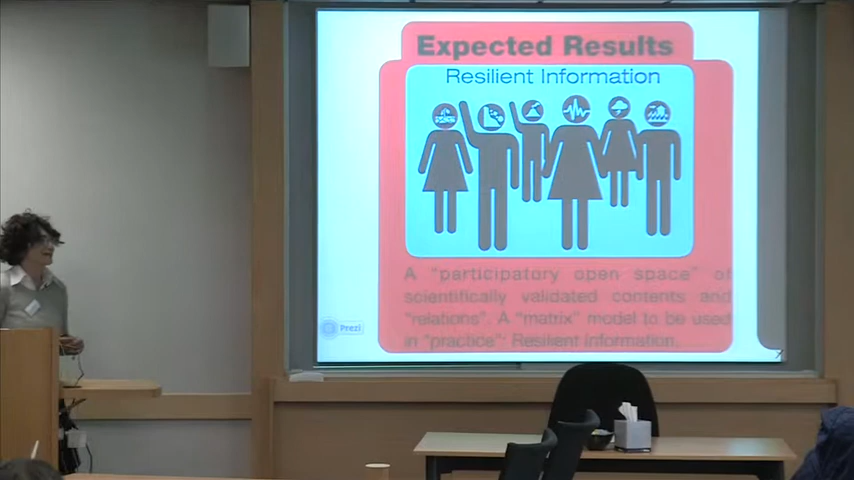 Expected Results
Resilient Information
A "participatory open space" of
scientifically validated contents and
"relations". A "matrix" model to be used
in "practice": Resilient Information.
Prezi